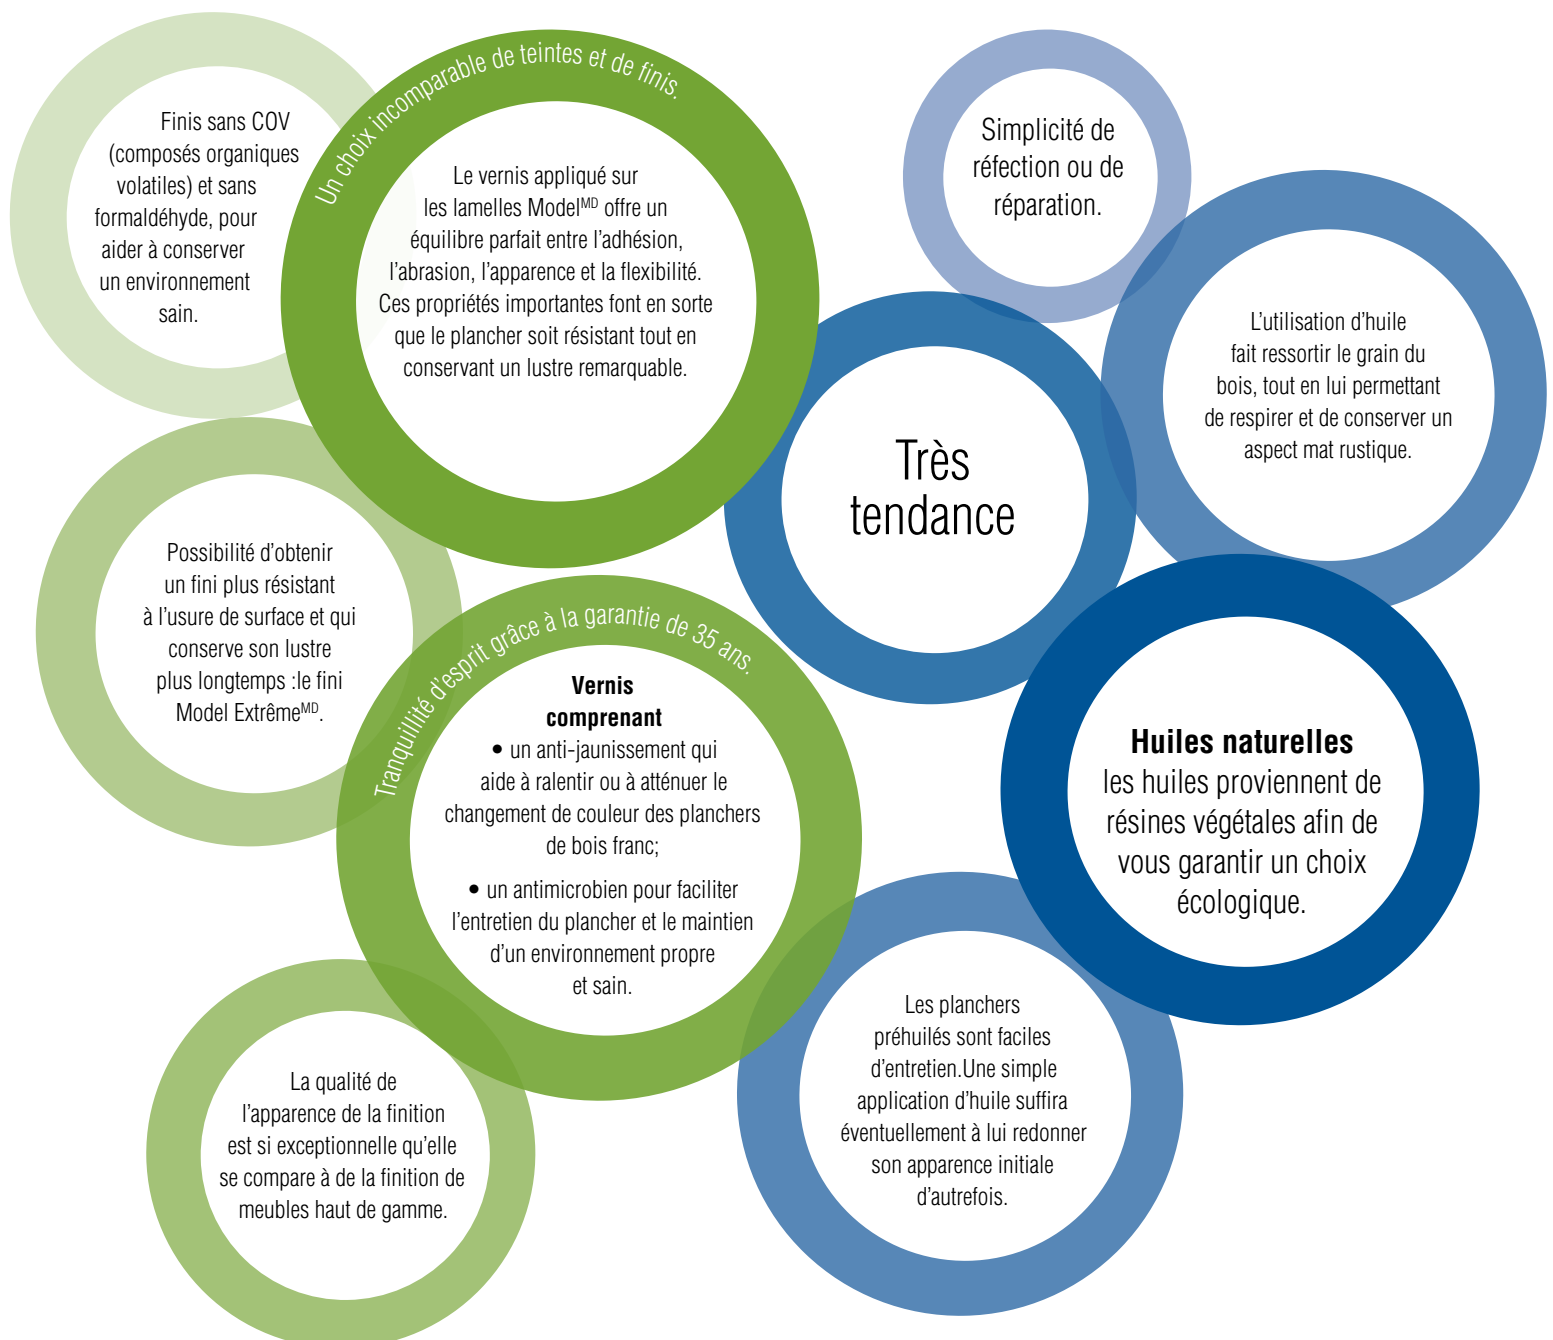 Finis sans COV
(composés organiques
volatiles) et sans
formaldéhyde, pour
aider à conserver
un environnement
sain.
Un choix incomparable de teintes et de finis.
Le vernis appliqué sur
les lamelles Modelᴹᴰ offre un
équilibre parfait entre l’adhésion,
l’abrasion, l’apparence et la flexibilité.
Ces propriétés importantes font en sorte
que le plancher soit résistant tout en
conservant un lustre remarquable.
Simplicité de
réfection ou de
réparation.
L’utilisation d’huile
fait ressortir le grain du
bois, tout en lui permettant
de respirer et de conserver un
aspect mat rustique.
Très
tendance
Possibilité d’obtenir
un fini plus résistant
à l’usure de surface et qui
conserve son lustre
plus longtemps :le fini
Model Extrêmeᴹᴰ.
Tranquillité d’esprit grâce à la garantie de 35 ans.
Vernis
comprenant
• un anti-jaunissement qui
aide à ralentir ou à atténuer le
changement de couleur des planchers
de bois franc;
• un antimicrobien pour faciliter
l’entretien du plancher et le maintien
d’un environnement propre
et sain.
Huiles naturelles
les huiles proviennent de
résines végétales afin de
vous garantir un choix
écologique.
La qualité de
l’apparence de la finition
est si exceptionnelle qu’elle
se compare à de la finition de
meubles haut de gamme.
Les planchers
préhuilés sont faciles
d’entretien.Une simple
application d’huile suffira
éventuellement à lui redonner
son apparence initiale
d’autrefois.